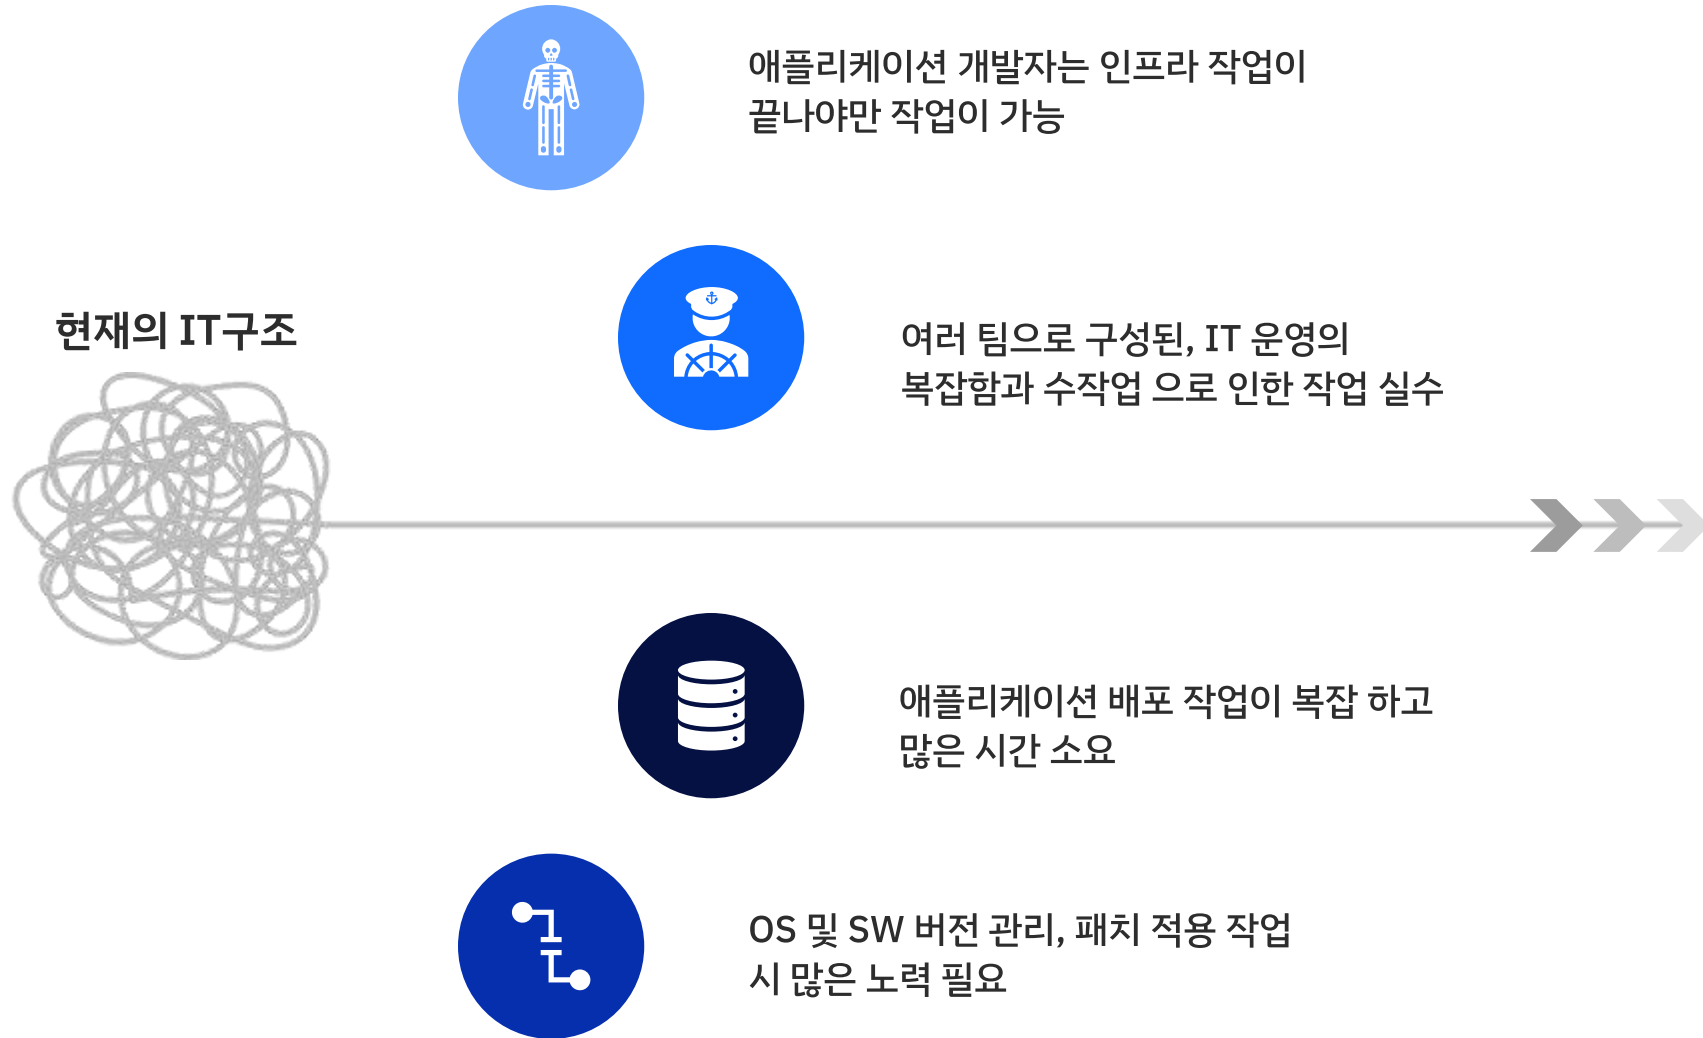 애플리케이션 개발자는 인프라 작업이
끝나야만 작업이 가능
현재의 IT구조
여러 팀으로 구성된, IT 운영의
복잡함과 수작업 으로 인한 작업 실수
애플리케이션 배포 작업이 복잡 하고
많은 시간 소요
OS 및 SW 버전 관리, 패치 적용 작업
시 많은 노력 필요